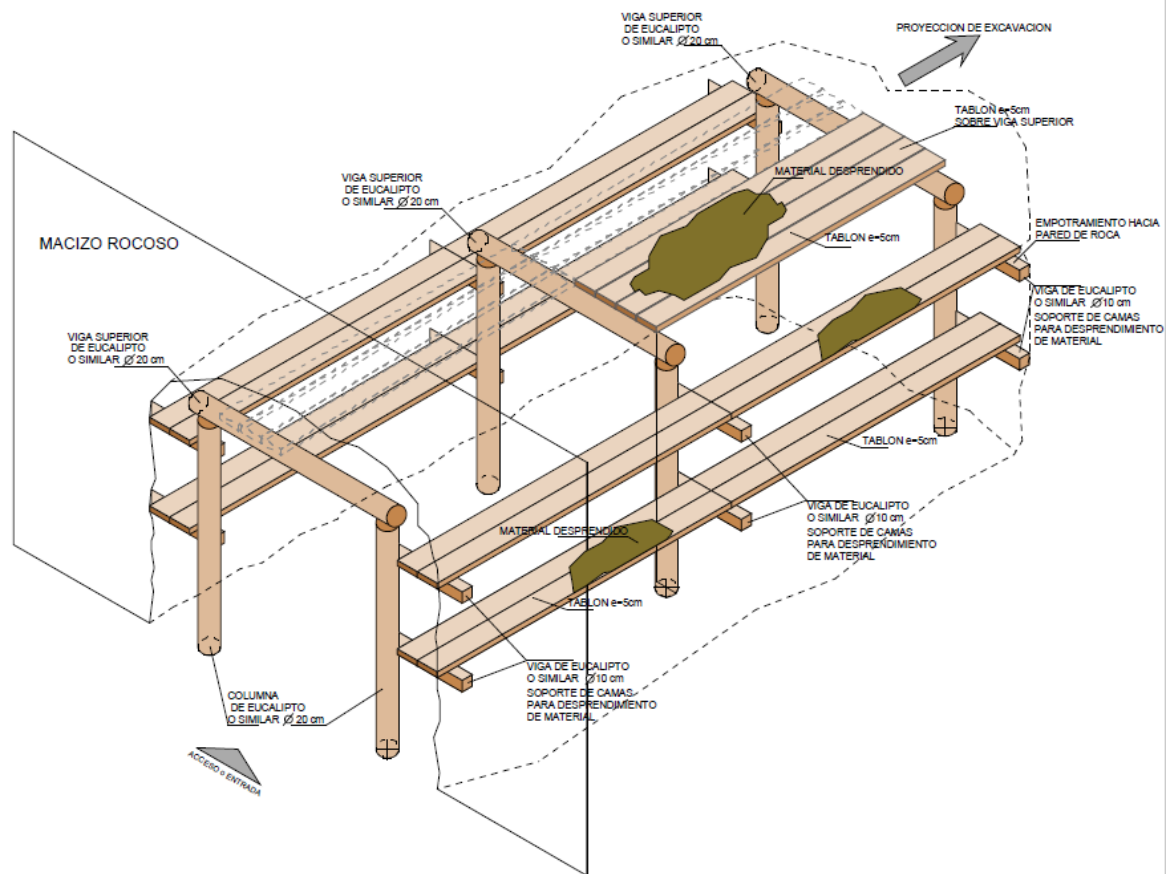 VIGA SUPERIOR
DE EUCALIPTO
O SIMILAR Ø 20 cm
PROYECCION DE EXCAVACION
TABLON e=5cm
SOBRE VIGA SUPERIOR
VIGA SUPERIOR
DE EUCALIPTO
O SIMILAR Ø 20 cm
MATERIAL DESPRENDIDO
MACIZO ROCOSO
TABLON e=5cm
EMPOTRAMIENTO HACIA
PARED DE ROCA
VIGA DE EUCALIPTO
O SIMILAR Ø10 cm
SOPORTE DE CAMAS
PARA DESPRENDIMIENTO
DE MATERIAL
VIGA SUPERIOR
DE EUCALIPTO
O SIMILAR Ø 20 cm
TABLON e=5cm
VIGA DE EUCALIPTO
O SIMILAR Ø10 cm
SOPORTE DE CAMAS
PARA DESPRENDIMIENTO
DE MATERIAL
MATERIAL DESPRENDIDO
TABLON e=5cm
VIGA DE EUCALIPTO
O SIMILAR Ø10 cm
SOPORTE DE CAMAS
PARA DESPRENDIMIENTO
DE MATERIAL
COLUMNA
DE EUCALIPTO
O SIMILAR Ø 20 cm
ACCESO o ENTRADA